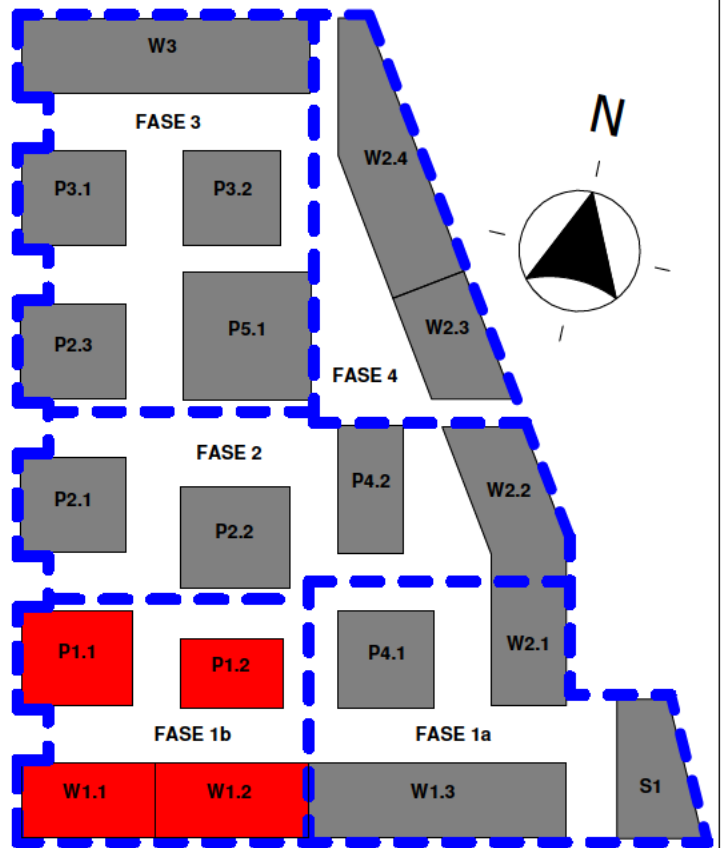 W3
N
FASE 3
W2.4
P3.1
P3.2
P5.1
W2.3
P2.3
FASE 4
FASE 2
P4.2
W2.2
P2.1
P2.2
P1.1
P1.2
P4.1
W2.1
FASE 1b
FASE 1a
W1.1
W1.2
W1.3
S1